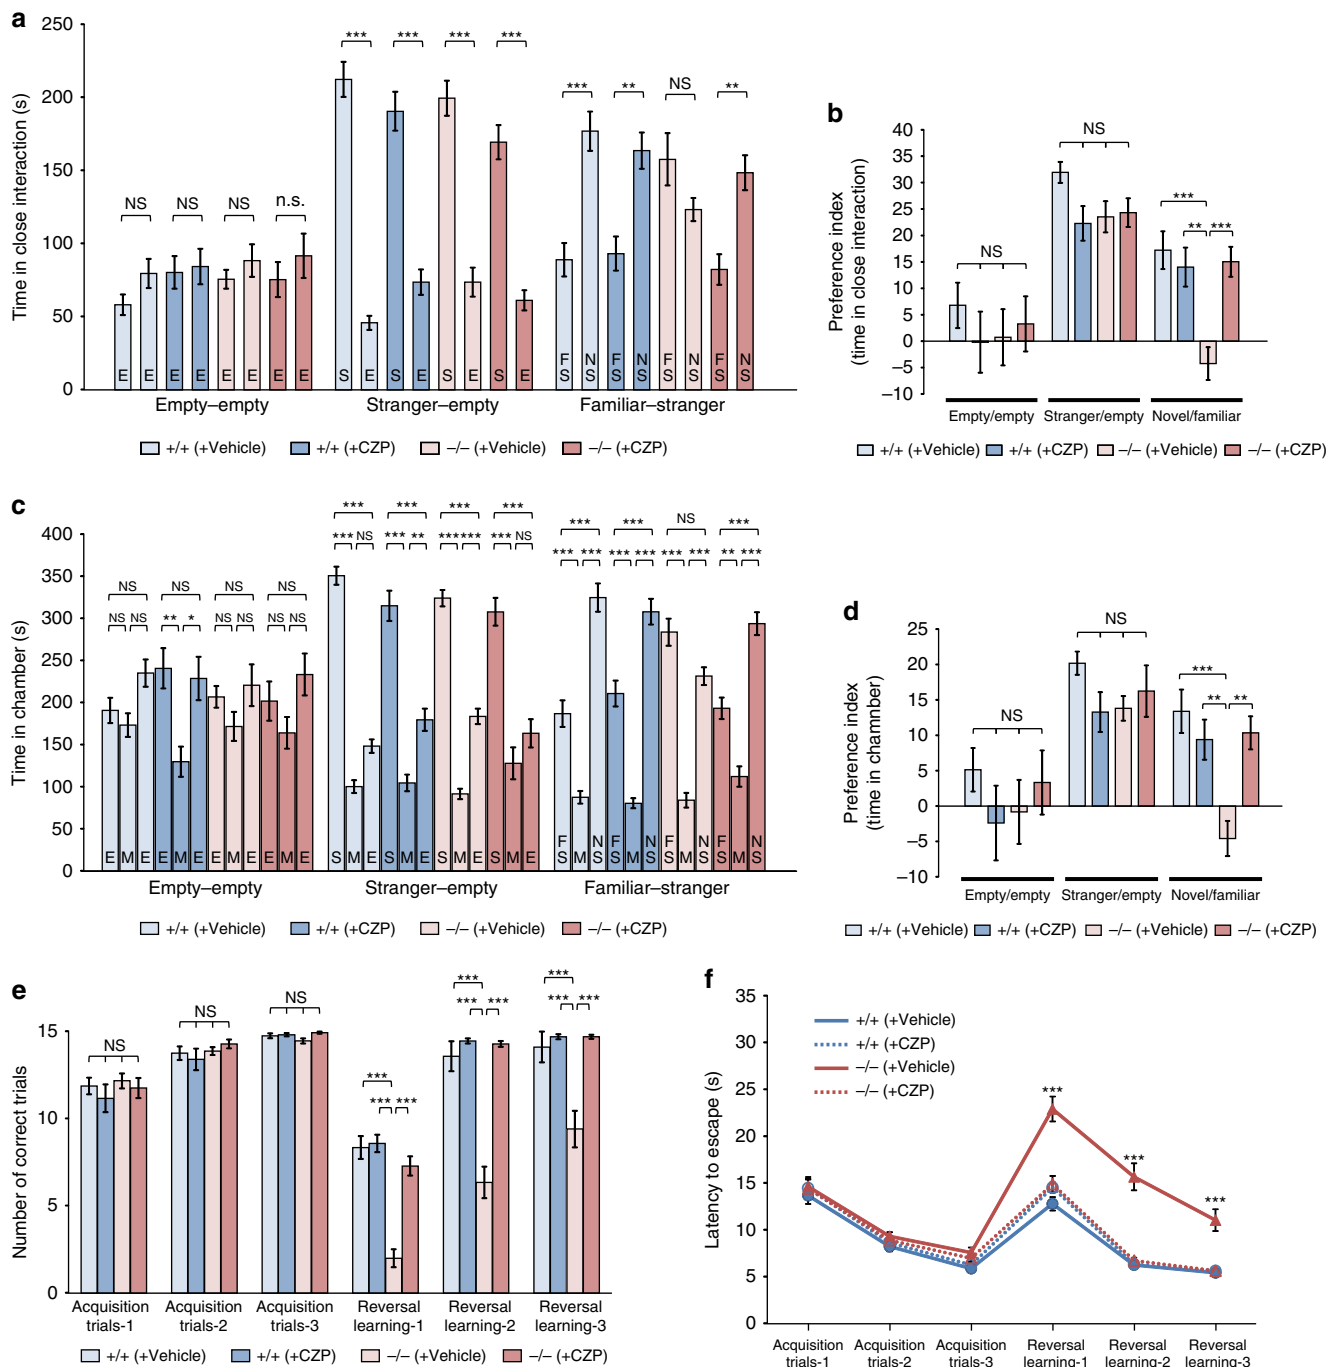 a
250
200
150
100
50
0
Time in close interaction (s)
NS NS NS n.s.
*** *** *** ***
*** ** NS **
E E E E E E E E
S E S E S E S E
F S N S F S N S F S N S F S N S
Empty–empty Stranger–empty Familiar–stranger
+/+ (+Vehicle) +/+ (+CZP) –/– (+Vehicle) –/– (+CZP)
b
40
35
30
25
20
15
10
5
0
–5
–10
Preference index
(time in close interaction)
NS
NS
***
** ***
Empty/empty Stranger/empty Novel/familiar
+/+ (+Vehicle) +/+ (+CZP) –/– (+Vehicle) –/– (+CZP)
c
400
350
300
250
200
150
100
50
0
Time in chamber (s)
NS NS NS NS
NS NS ** * NS NS NS NS
*** *** *** ***
*** NS *** ** *** *** *** NS
*** *** NS ***
*** *** *** *** *** *** ** ***
E M E E M E E M E E M E
S M E S M E S M E S M E
F S M N S F S M N S F S M N S F S M N S
Empty–empty Stranger–empty Familiar–stranger
+/+ (+Vehicle) +/+ (+CZP) –/– (+Vehicle) –/– (+CZP)
d
25
20
15
10
5
0
–5
–10
Preference index
(time in chamnber)
NS
NS
***
** **
Empty/empty Stranger/empty Novel/familiar
+/+ (+Vehicle) +/+ (+CZP) –/– (+Vehicle) –/– (+CZP)
e
15
10
5
0
Number of correct trials
NS
NS
NS
***
*** ***
***
*** ***
***
*** ***
Acquisition trials-1
Acquisition trials-2
Acquisition trials-3
Reversal learning-1
Reversal learning-2
Reversal learning-3
+/+ (+Vehicle) +/+ (+CZP) –/– (+Vehicle) –/– (+CZP)
f
35
30
25
20
15
10
5
0
Latency to escape (s)
+/+ (+Vehicle)
+/+ (+CZP)
–/– (+Vehicle)
–/– (+CZP)
***
***
***
Acquisition trials-1
Acquisition trials-2
Acquisition trials-3
Reversal learning-1
Reversal learning-2
Reversal learning-3